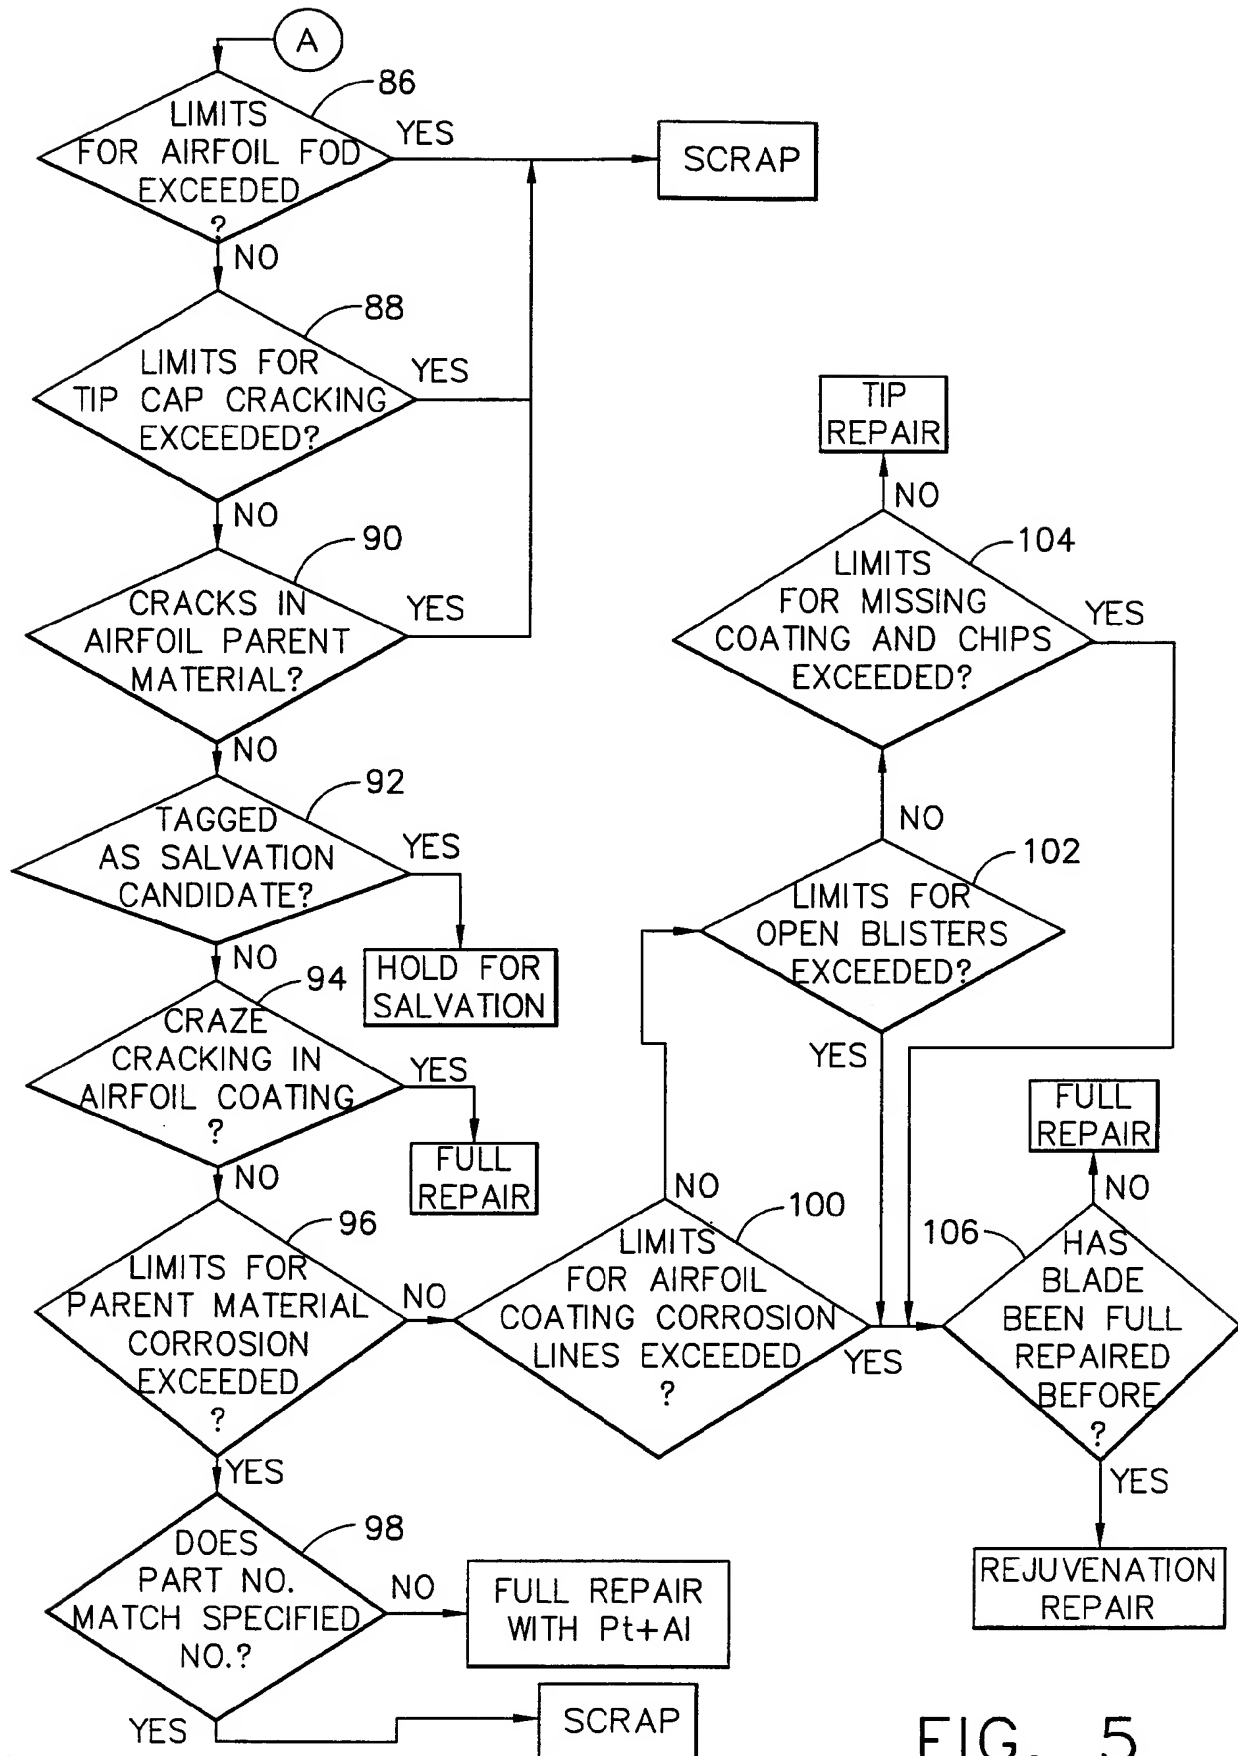 A
86
LIMITS
FOR AIRFOIL FOD
EXCEEDED
?
YES
SCRAP
NO
88
LIMITS FOR
TIP CAP CRACKING
EXCEEDED?
YES
NO
90
CRACKS IN
AIRFOIL PARENT
MATERIAL?
YES
NO
92
TAGGED
AS SALVATION
CANDIDATE?
YES
HOLD FOR
SALVATION
NO
94
CRAZE
CRACKING IN
AIRFOIL COATING
?
YES
FULL
REPAIR
NO
96
LIMITS FOR
PARENT MATERIAL
CORROSION
EXCEEDED
?
NO
YES
98
DOES
PART NO.
MATCH SPECIFIED
NO.?
NO
FULL REPAIR
WITH Pt+Al
YES
SCRAP
100
LIMITS
FOR AIRFOIL
COATING CORROSION
LINES EXCEEDED
?
NO
YES
102
LIMITS FOR
OPEN BLISTERS
EXCEEDED?
NO
YES
104
LIMITS
FOR MISSING
COATING AND CHIPS
EXCEEDED?
NO
TIP
REPAIR
YES
106
HAS
BLADE
BEEN FULL
REPAIRED
BEFORE
?
NO
FULL
REPAIR
YES
REJUVENATION
REPAIR
FIG. 5